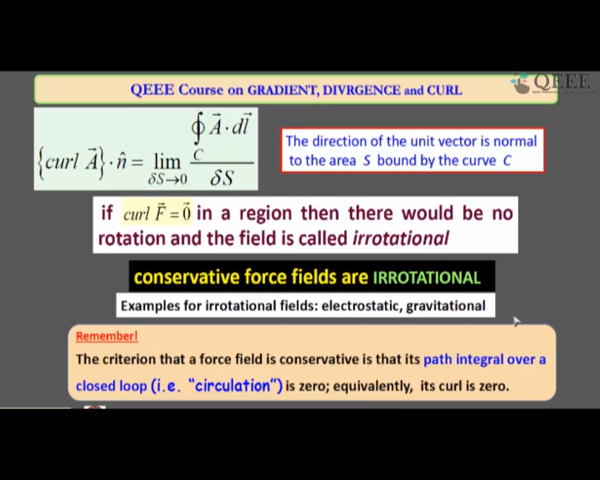 QEEE
QEEE Course on GRADIENT, DIVRGENCE and CURL
{curl A⃗}·n̂ = lim_{δS→0} ∮_C A⃗·dl⃗ / δS
The direction of the unit vector is normal
to the area S bound by the curve C
if curl F⃗ = 0⃗ in a region then there would be no
rotation and the field is called irrotational
conservative force fields are IRROTATIONAL
Examples for irrotational fields: electrostatic, gravitational
Remember!
The criterion that a force field is conservative is that its path integral over a
closed loop (i.e. “circulation”) is zero; equivalently, its curl is zero.